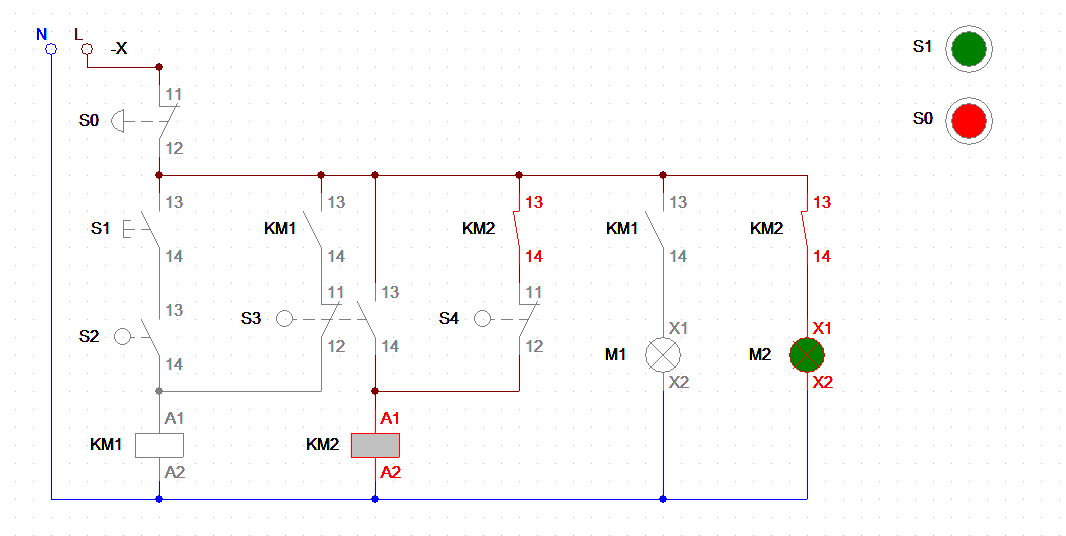 N L -X S1
11
S0 S0
12
13 13 13 13 13
S1 KM1 KM2 KM1 KM2
14 14 14 14 14
11 13 11
13
S3 S4
S2 X1 X1
12 14 12
M1 M2
14
X2 X2
A1 A1
KM1 KM2
A2 A2